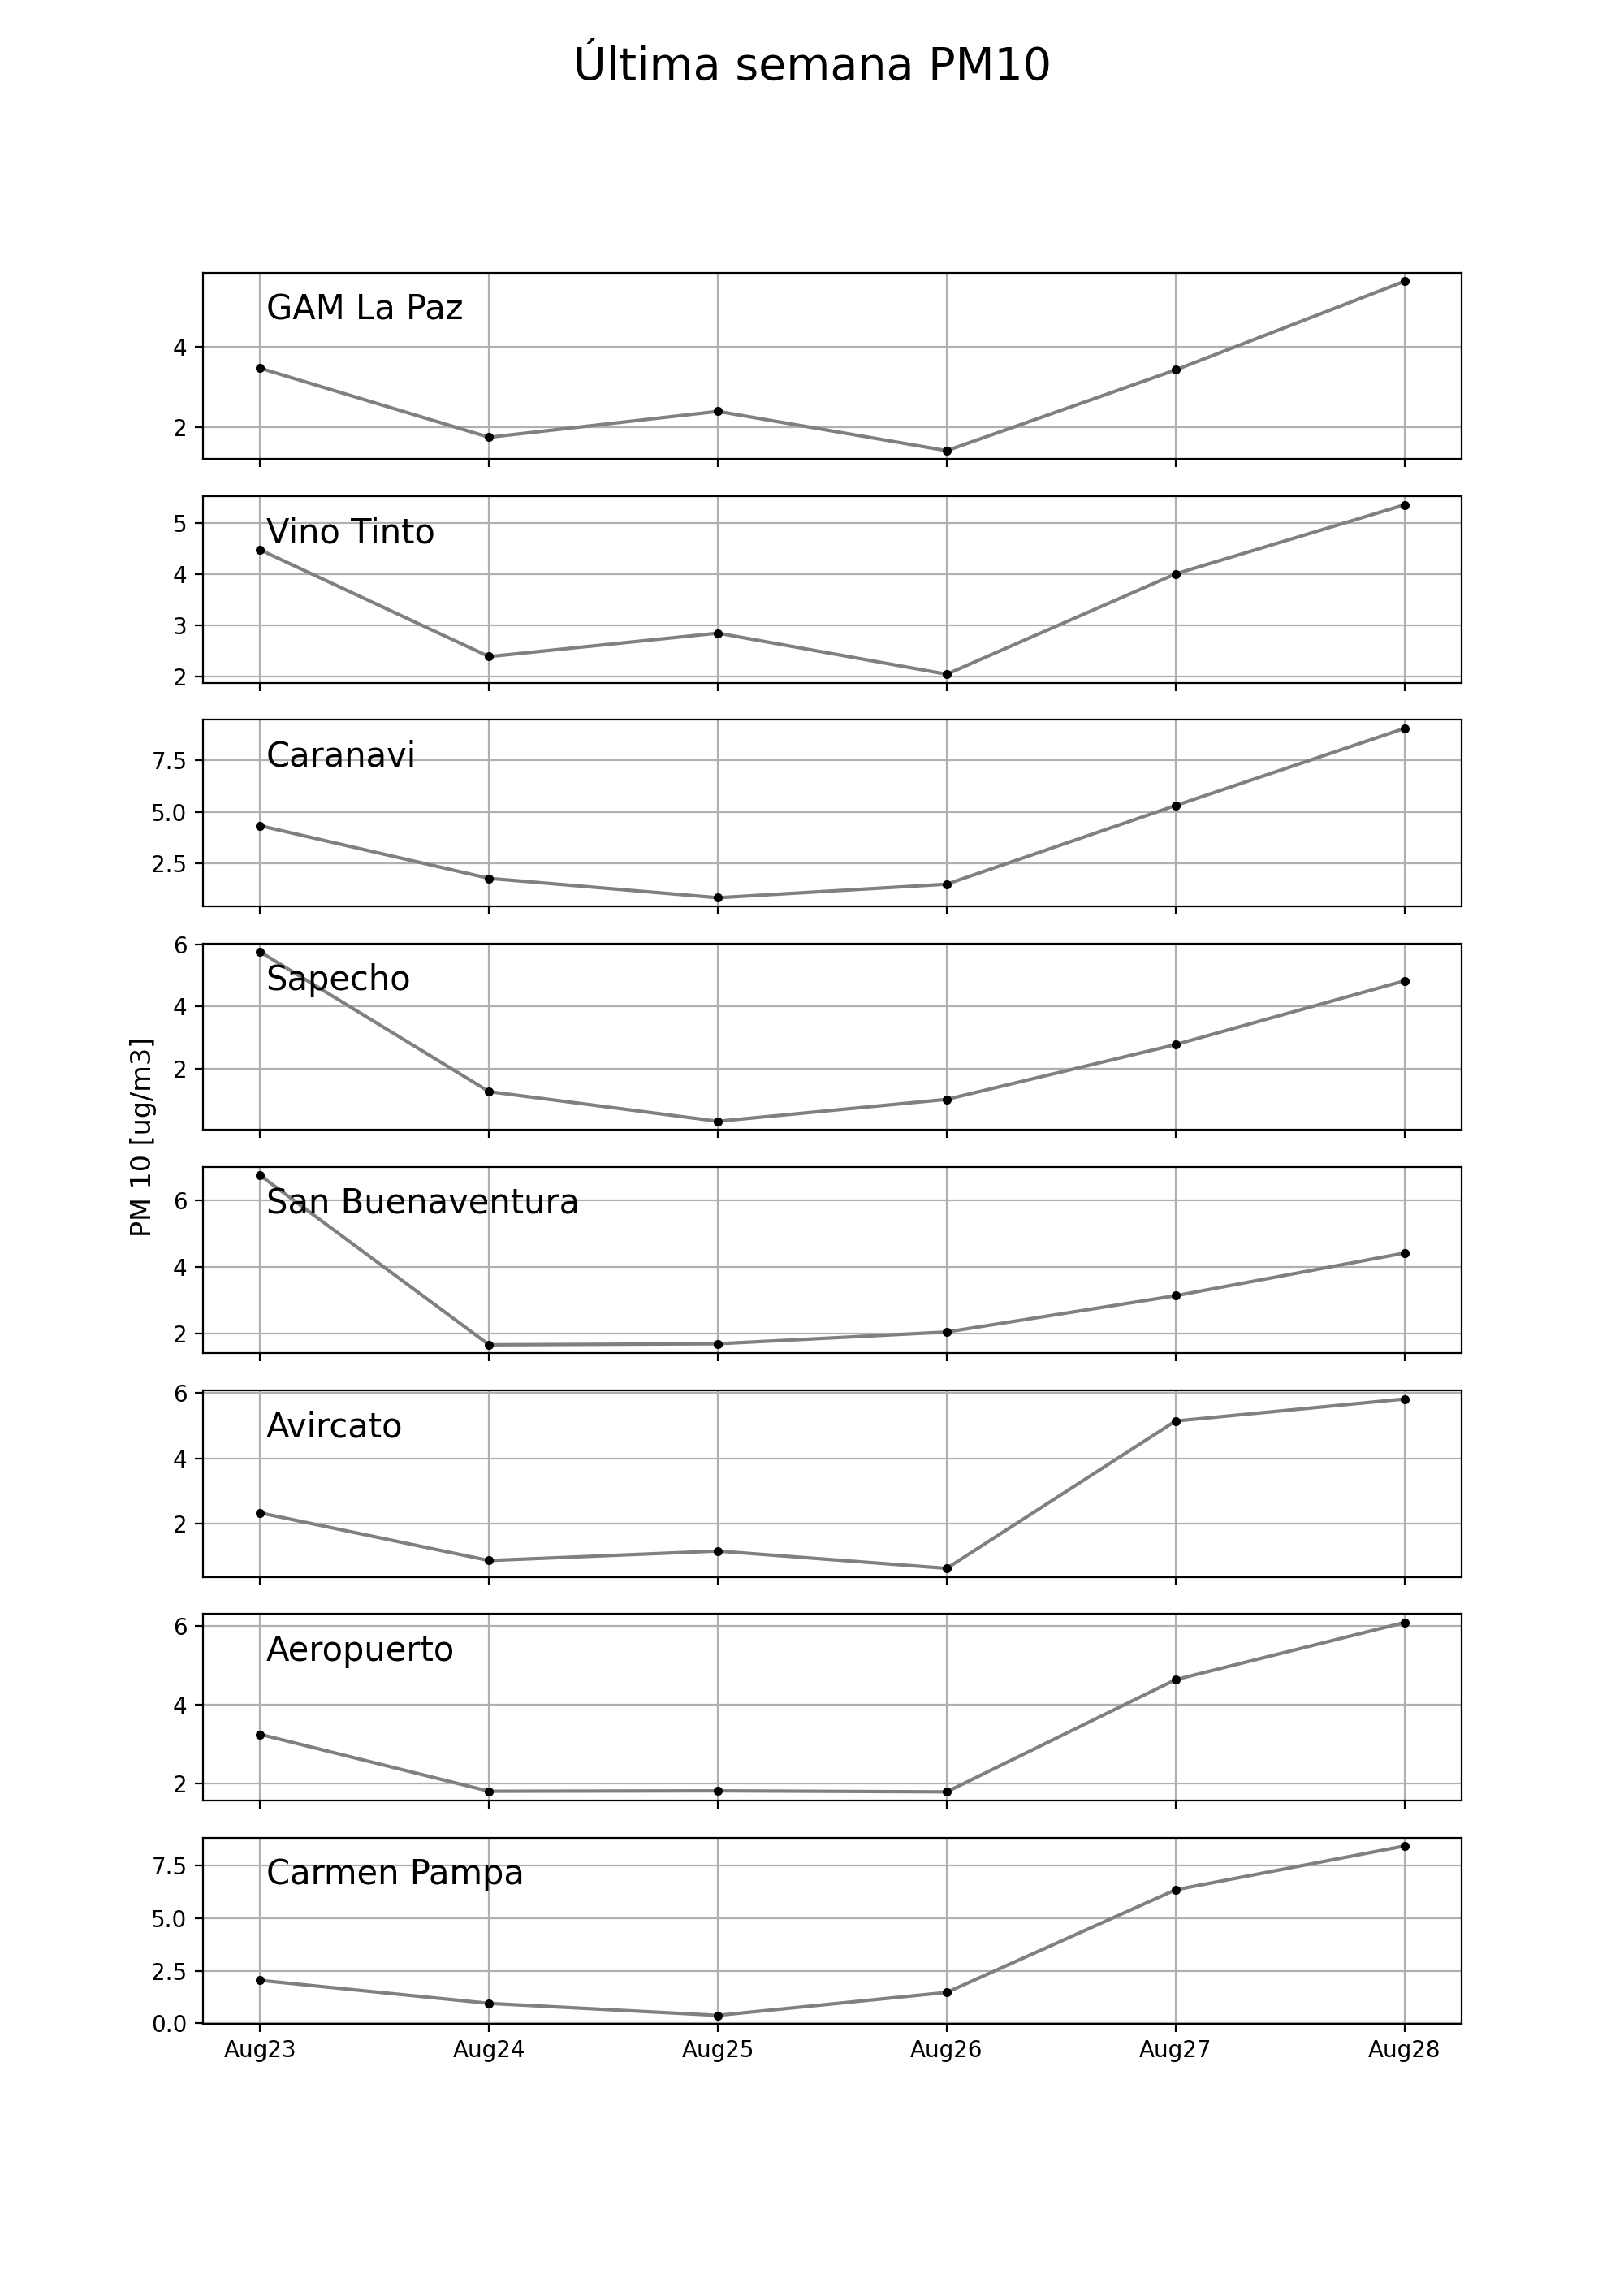 Última semana PM10
GAM La Paz
4
2
Vino Tinto
5
4
3
2
Caranavi
7.5
5.0
2.5
Sapecho
6
4
2
PM 10 [ug/m3]
San Buenaventura
6
4
2
Avircato
6
4
2
Aeropuerto
6
4
2
Carmen Pampa
7.5
5.0
2.5
0.0
Aug23 Aug24 Aug25 Aug26 Aug27 Aug28